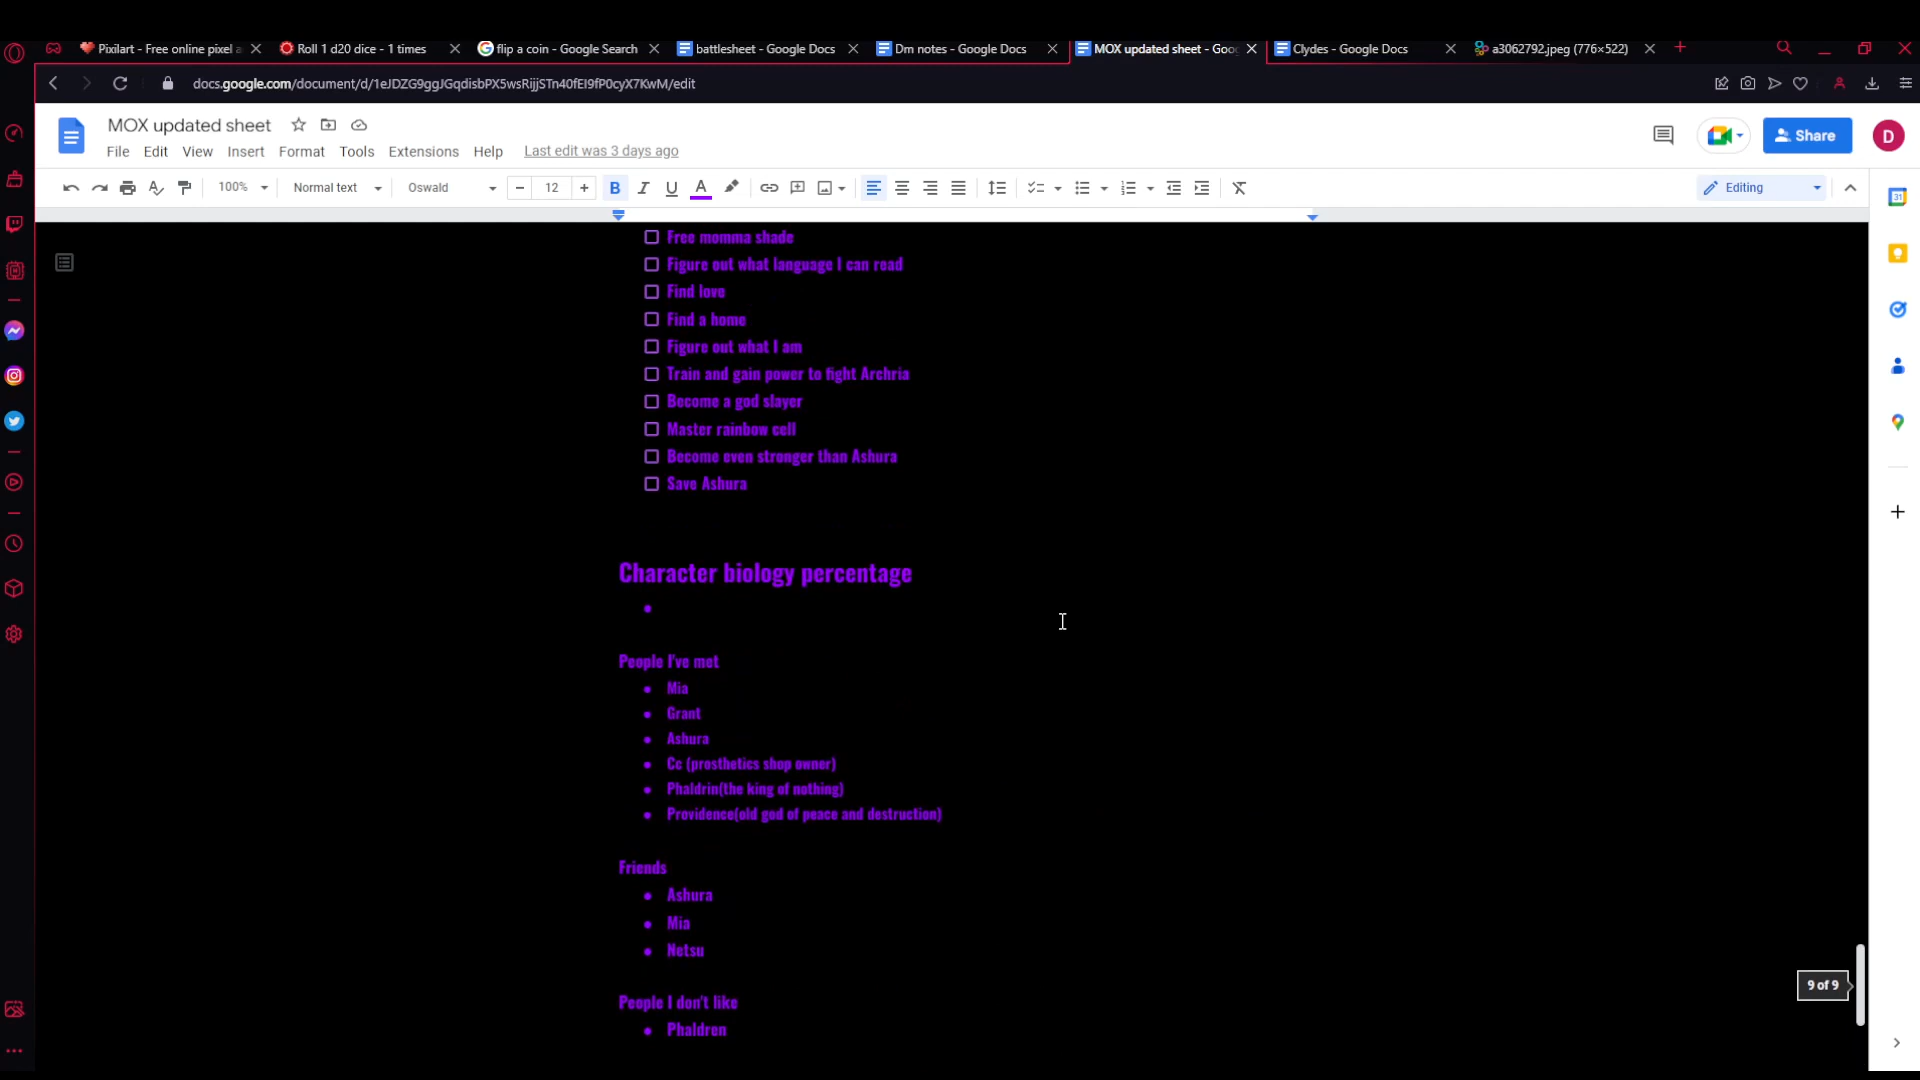 Pixilart - Free online pixel a
Roll 1 d20 dice - 1 times
flip a coin - Google Search
battlesheet - Google Docs
Dm notes - Google Docs
MOX updated sheet - Goo
Clydes - Google Docs
a3062792.jpeg (776×522)
docs.google.com/document/d/1eJDZG9ggJGqdisbPX5wsRijjSTn40fEI9fP0cyX7KwM/edit
MOX updated sheet
Share
D
File Edit View Insert Format Tools Extensions Help Last edit was 3 days ago
100% Normal text Oswald 12 B I U A Editing
31
Free momma shade
Figure out what language I can read
Find love
Find a home
Figure out what I am
Train and gain power to fight Archria
Become a god slayer
Master rainbow cell
Become even stronger than Ashura
Save Ashura
Character biology percentage
People I've met
Mia
Grant
Ashura
Cc (prosthetics shop owner)
Phaldrin(the king of nothing)
Providence(old god of peace and destruction)
Friends
Ashura
Mia
Netsu
9 of 9
People I don't like
Phaldren